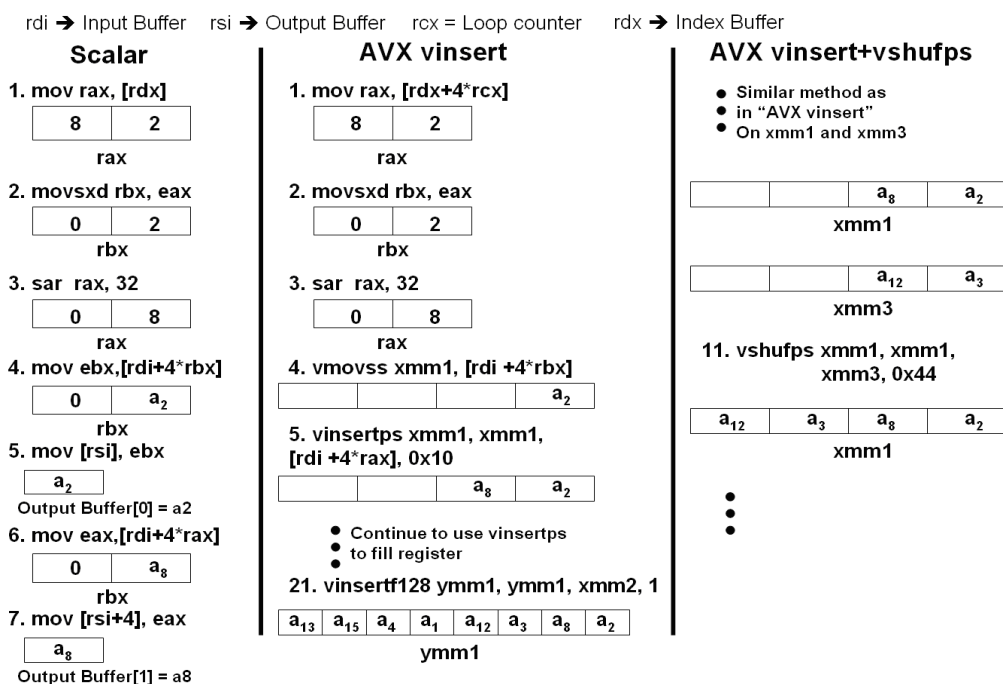 rdi → Input Buffer rsi → Output Buffer rcx = Loop counter rdx → Index Buffer
Scalar
1. mov rax, [rdx]
8 2
rax
2. movsxd rbx, eax
0 2
rbx
3. sar rax, 32
0 8
rax
4. mov ebx,[rdi+4*rbx]
0 a2
rbx
5. mov [rsi], ebx
a2
Output Buffer[0] = a2
6. mov eax,[rdi+4*rax]
0 a8
rbx
7. mov [rsi+4], eax
a8
Output Buffer[1] = a8
AVX vinsert
1. mov rax, [rdx+4*rcx]
8 2
rax
2. movsxd rbx, eax
0 2
rbx
3. sar rax, 32
0 8
rax
4. vmovss xmm1, [rdi +4*rbx]
a2
5. vinsertps xmm1, xmm1,
[rdi +4*rax], 0x10
a8 a2
• Continue to use vinsertps
• to fill register
•
21. vinsertf128 ymm1, ymm1, xmm2, 1
a13 a15 a4 a1 a12 a3 a8 a2
ymm1
AVX vinsert+vshufps
• Similar method as
• in “AVX vinsert”
• On xmm1 and xmm3
a8 a2
xmm1
a12 a3
xmm3
11. vshufps xmm1, xmm1,
xmm3, 0x44
a12 a3 a8 a2
xmm1